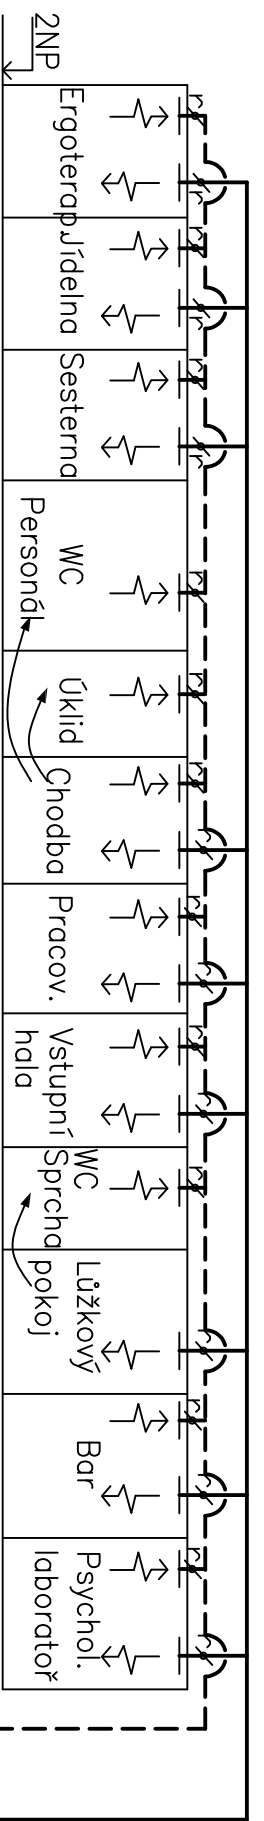 2NP
Ergoterap.
Jídelna
Sesterna
WC
Personál
Úklid
Chodba
Pracov.
Vstupní
hala
WC
Sprcha
Lůžkový
pokoj
Bar
Psychol.
laboratoř